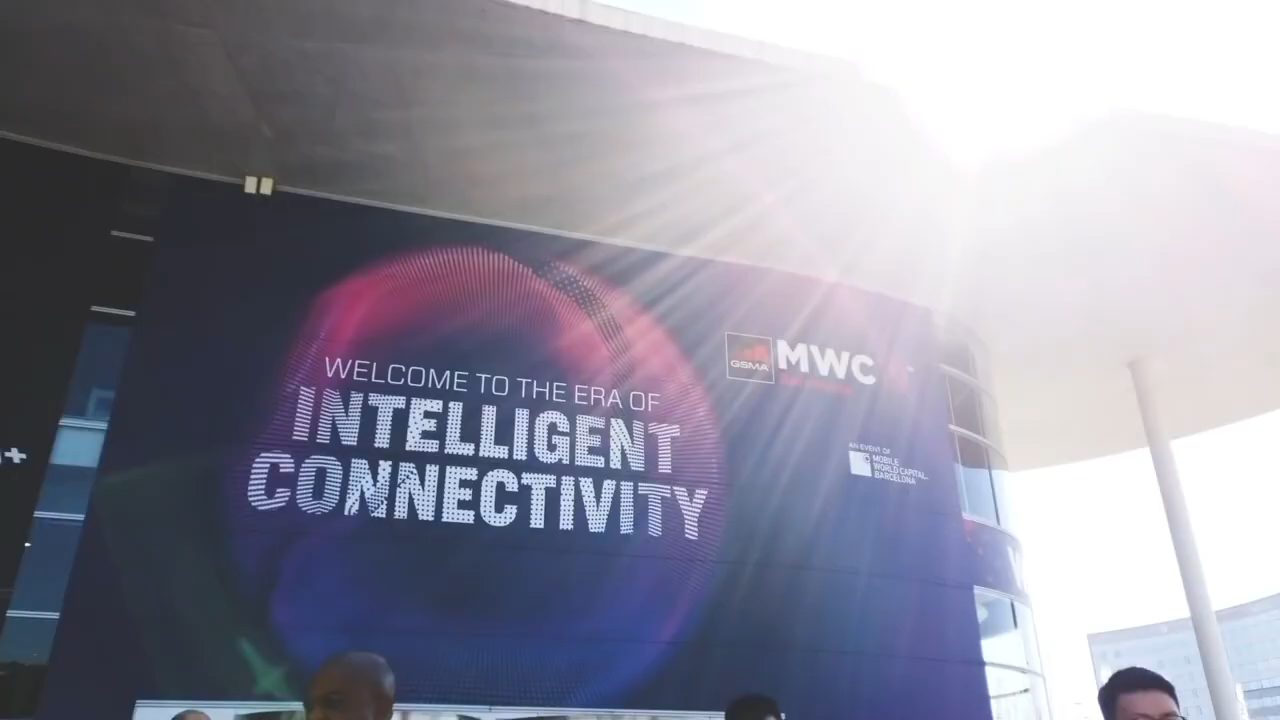 WELCOME TO THE ERA OF
INTELLIGENT
CONNECTIVITY
GSMA
MWC
AN EVENT OF
MOBILE
WORLD CAPITAL
BARCELONA